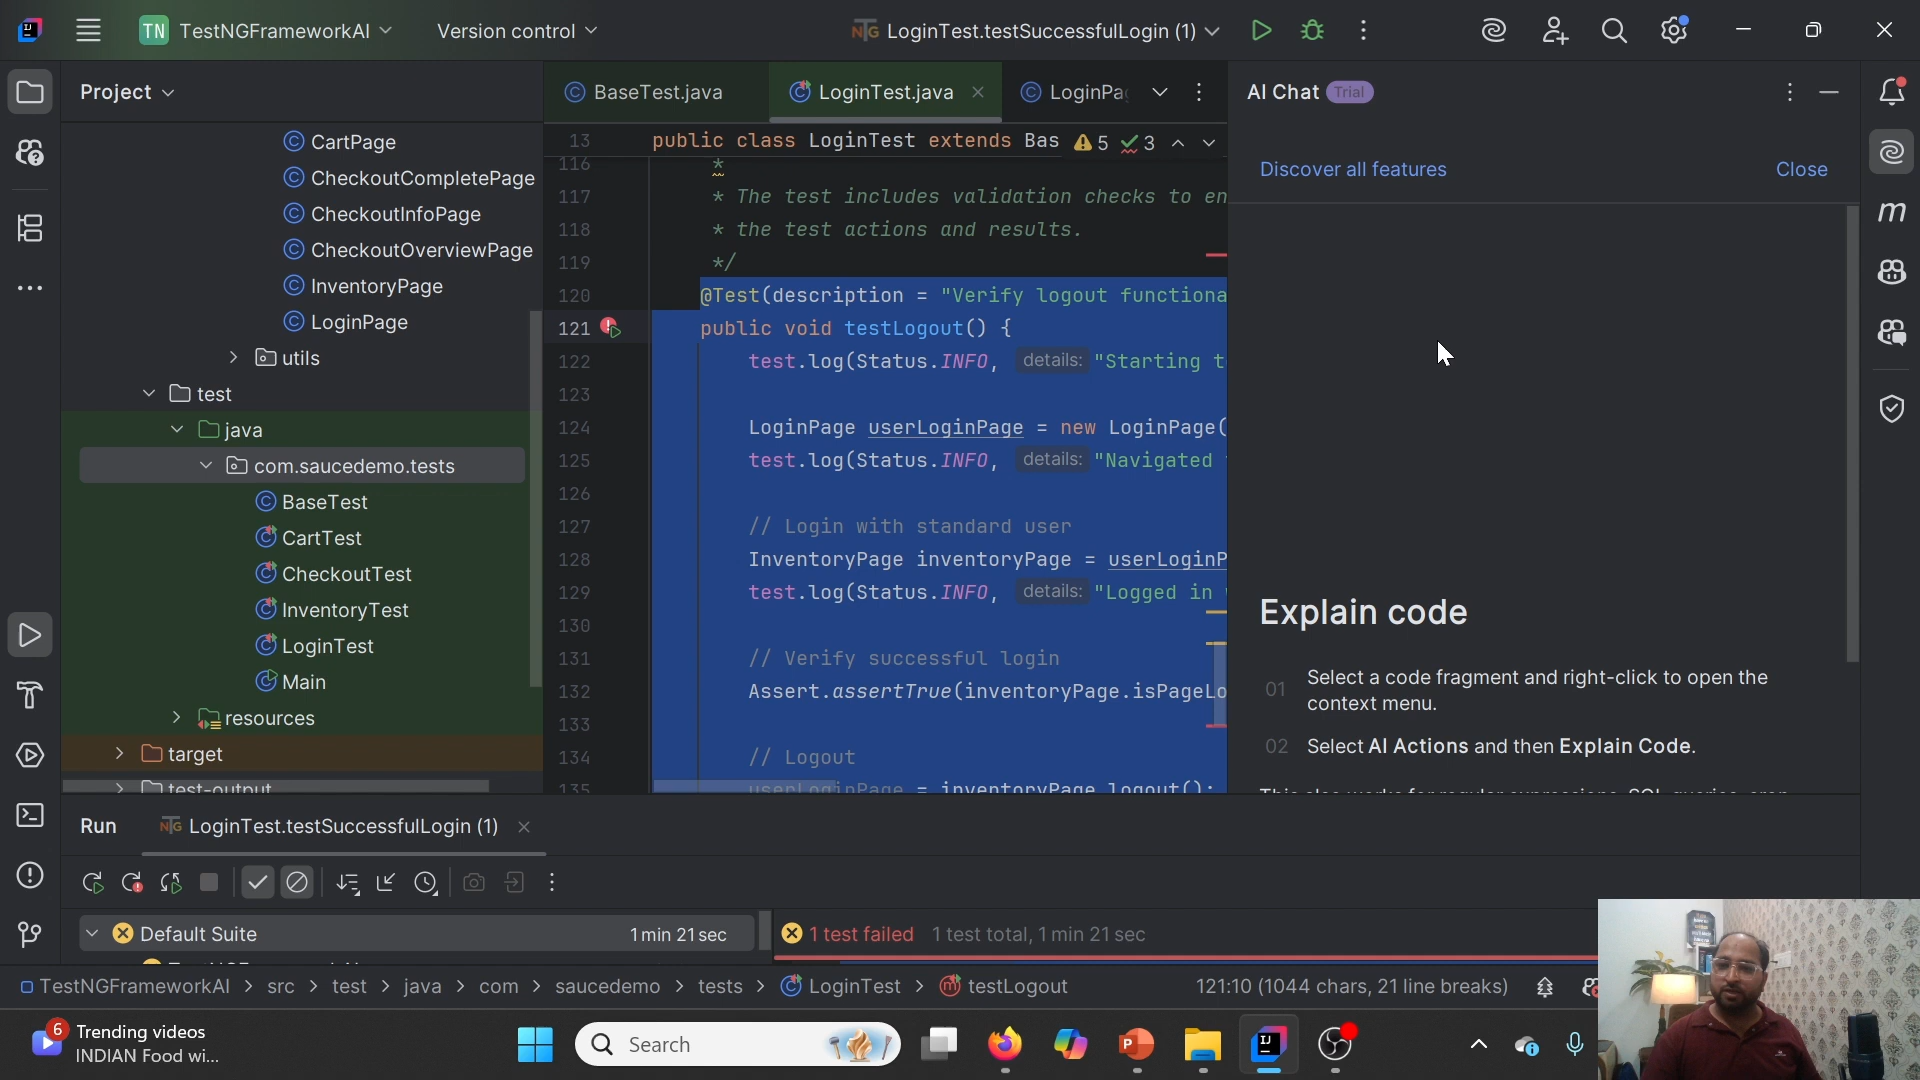 TN TestNGFrameworkAI
Version control
LoginTest.testSuccessfulLogin (1)
Project
CartPage
CheckoutCompletePage
CheckoutInfoPage
CheckoutOverviewPage
InventoryPage
LoginPage
utils
test
java
com.saucedemo.tests
BaseTest
CartTest
CheckoutTest
InventoryTest
LoginTest
Main
resources
target
test-output
BaseTest.java
LoginTest.java
LoginPa
13 public class LoginTest extends Bas 5 3
116 *
117 * The test includes validation checks to en
118 * the test actions and results.
119 */
120 @Test(description = "Verify logout functiona
121 public void testLogout() {
122 test.log(Status.INFO, details: "Starting t
123
124 LoginPage userLoginPage = new LoginPage(
125 test.log(Status.INFO, details: "Navigated
126
127 // Login with standard user
128 InventoryPage inventoryPage = userLoginP
129 test.log(Status.INFO, details: "Logged in
130
131 // Verify successful login
132 Assert.assertTrue(inventoryPage.isPageLo
133
134 // Logout
135 userLoginPage = inventoryPage.logout();
AI Chat Trial
Discover all features
Close
Explain code
01 Select a code fragment and right-click to open the
context menu.
02 Select AI Actions and then Explain Code.
Run
LoginTest.testSuccessfulLogin (1)
Default Suite 1 min 21 sec
1 test failed 1 test total, 1 min 21 sec
TestNGFrameworkAI > src > test > java > com > saucedemo > tests > LoginTest > testLogout
121:10 (1044 chars, 21 line breaks)
6
Trending videos
INDIAN Food wi...
Search